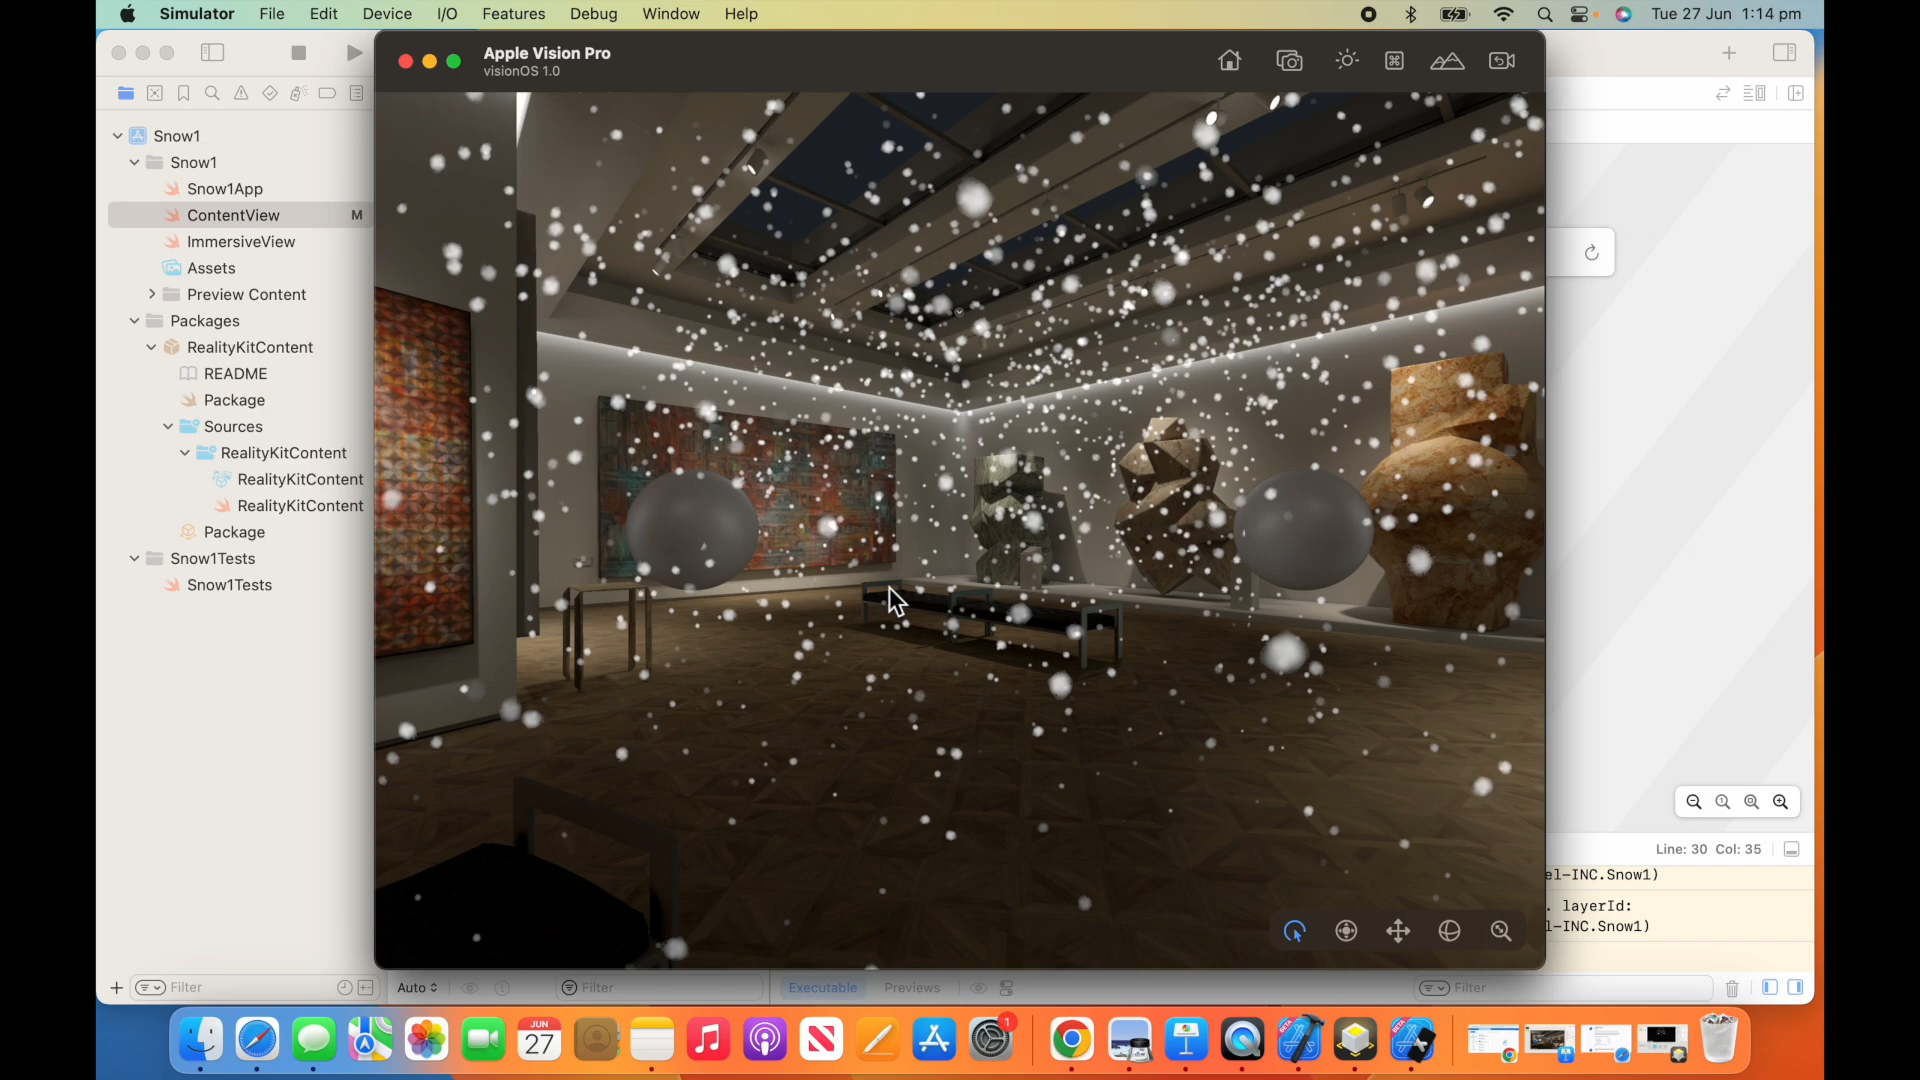 Simulator File Edit Device I/O Features Debug Window Help Tue 27 Jun 1:14 pm
Apple Vision Pro
visionOS 1.0
Snow1
Snow1
Snow1App
ContentView M
ImmersiveView
Assets
Preview Content
Packages
RealityKitContent
README
Package
Sources
RealityKitContent
RealityKitContent
RealityKitContent
Package
Snow1Tests
Snow1Tests
Line: 30 Col: 35
el-INC.Snow1)
. layerId:
l-INC.Snow1)
Filter Auto Filter Executable Previews Filter
JUN
27
1
BETA
BETA